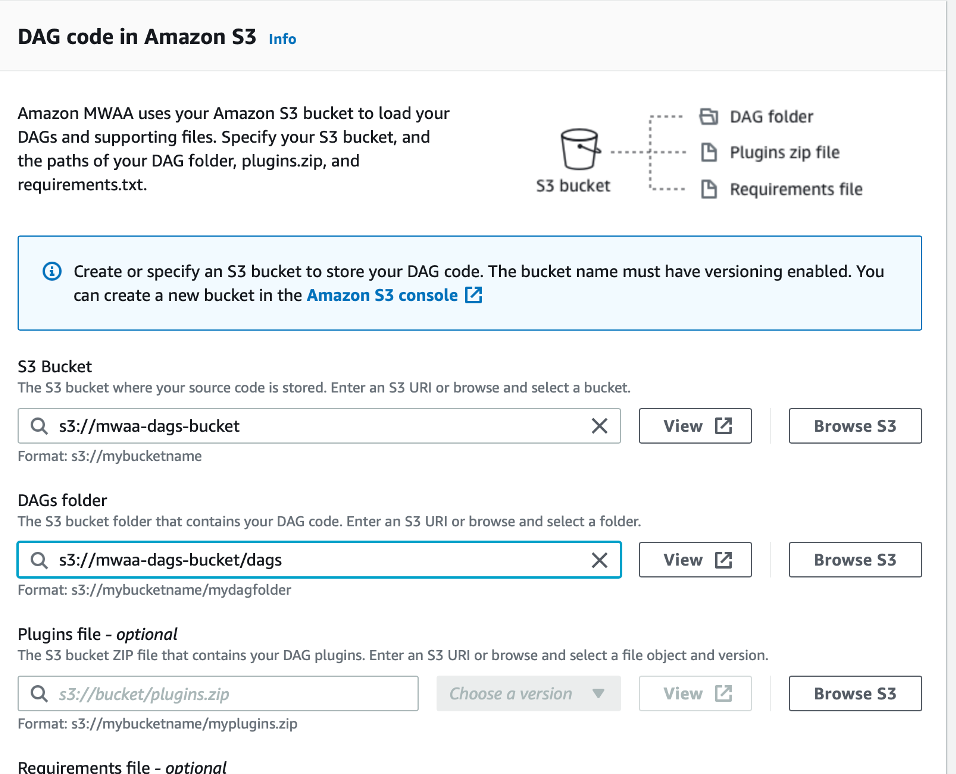 DAG code in Amazon S3 Info
Amazon MWAA uses your Amazon S3 bucket to load your
DAGs and supporting files. Specify your S3 bucket, and
the paths of your DAG folder, plugins.zip, and
requirements.txt.
S3 bucket
DAG folder
Plugins zip file
Requirements file
Create or specify an S3 bucket to store your DAG code. The bucket name must have versioning enabled. You
can create a new bucket in the Amazon S3 console
S3 Bucket
The S3 bucket where your source code is stored. Enter an S3 URI or browse and select a bucket.
s3://mwaa-dags-bucket View Browse S3
Format: s3://mybucketname
DAGs folder
The S3 bucket folder that contains your DAG code. Enter an S3 URI or browse and select a folder.
s3://mwaa-dags-bucket/dags View Browse S3
Format: s3://mybucketname/mydagfolder
Plugins file - optional
The S3 bucket ZIP file that contains your DAG plugins. Enter an S3 URI or browse and select a file object and version.
s3://bucket/plugins.zip Choose a version View Browse S3
Format: s3://mybucketname/myplugins.zip
Requirements file - optional